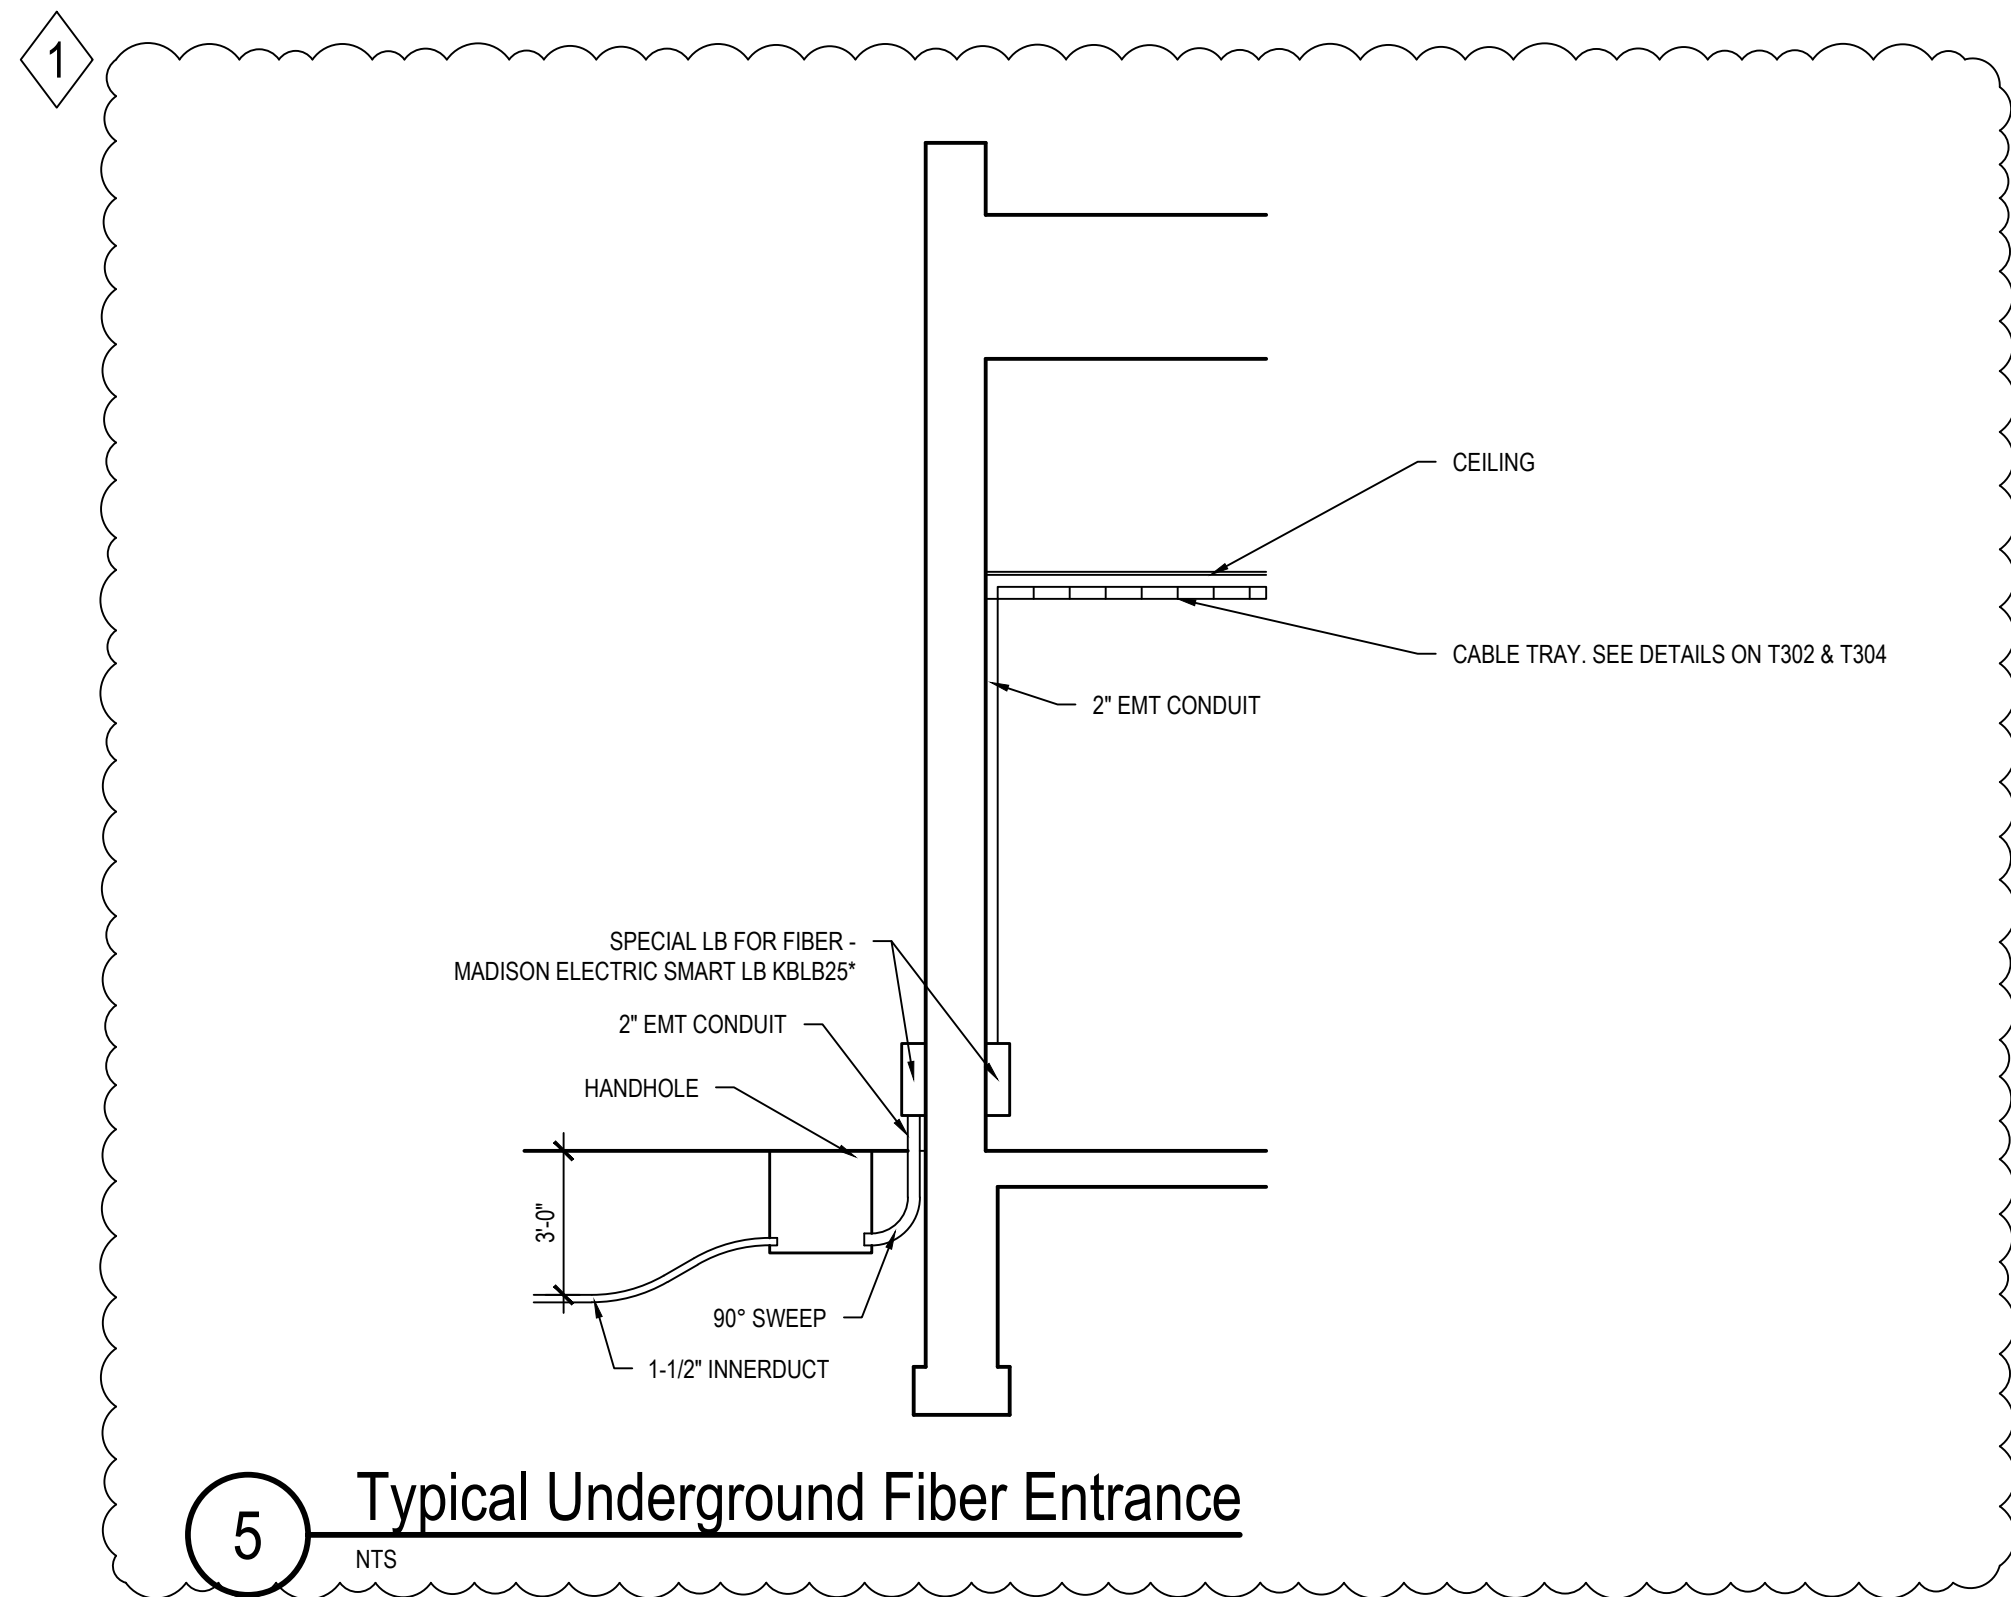 1
CEILING
CABLE TRAY. SEE DETAILS ON T302 & T304
2" EMT CONDUIT
SPECIAL LB FOR FIBER -
MADISON ELECTRIC SMART LB KBLB25*
2" EMT CONDUIT
HANDHOLE
3'-0"
90° SWEEP
1-1/2" INNERDUCT
5
Typical Underground Fiber Entrance
NTS